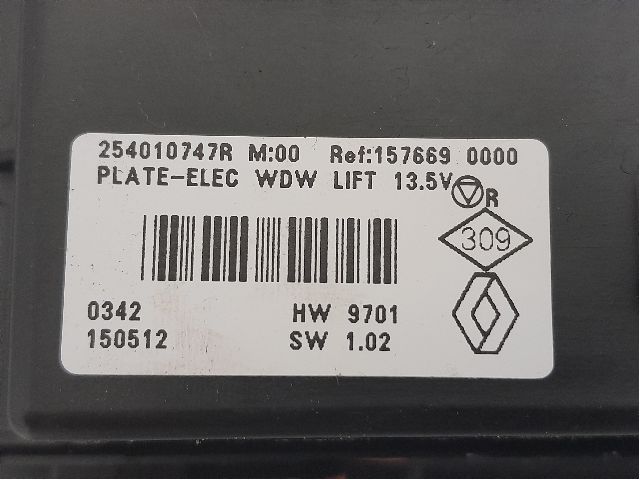 254010747R M:00 Ref:157669 0000
PLATE-ELEC WDW LIFT 13.5V
R
309
0342 HW 9701
150512 SW 1.02